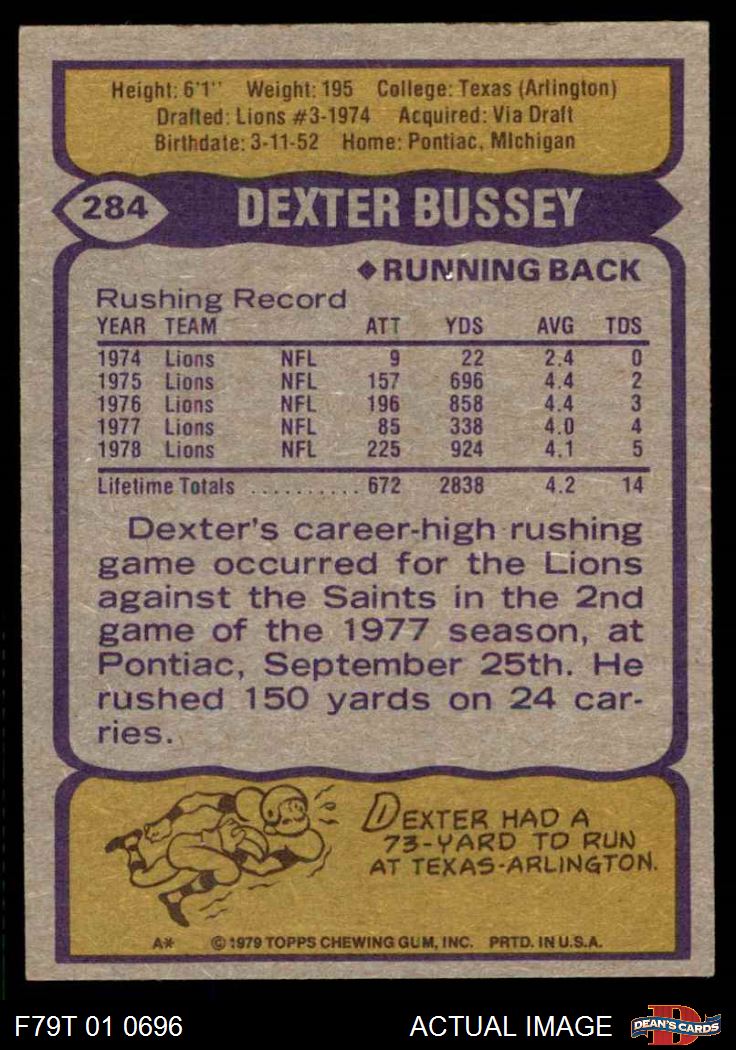 Height: 6'1" Weight: 195 College: Texas (Arlington)
Drafted: Lions #3-1974 Acquired: Via Draft
Birthdate: 3-11-52 Home: Pontiac, MIchigan
284 DEXTER BUSSEY
◆RUNNING BACK
Rushing Record
YEAR TEAM ATT YDS AVG TDS
1974 Lions NFL 9 22 2.4 0
1975 Lions NFL 157 696 4.4 2
1976 Lions NFL 196 858 4.4 3
1977 Lions NFL 85 338 4.0 4
1978 Lions NFL 225 924 4.1 5
Lifetime Totals .......... 672 2838 4.2 14
Dexter's career-high rushing
game occurred for the Lions
against the Saints in the 2nd
game of the 1977 season, at
Pontiac, September 25th. He
rushed 150 yards on 24 car-
ries.
DEXTER HAD A
73-YARD TD RUN
AT TEXAS-ARLINGTON.
A* © 1979 TOPPS CHEWING GUM, INC. PRTD. IN U.S.A.
F79T 01 0696 ACTUAL IMAGE D DEAN'S CARDS